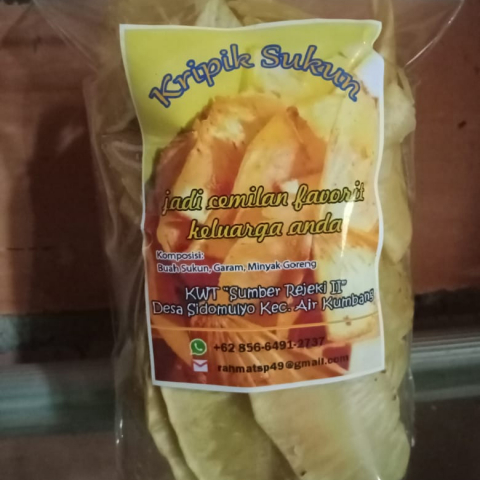 Kripik Sukun
jadi cemilan favorit
keluarga anda
Komposisi:
Buah Sukun, Garam, Minyak Goreng
KWT "Sumber Rejeki II"
Desa Sidomulyo Kec. Air Kumbang
+62 856-6491-2737
rahmatsp49@gmail.com